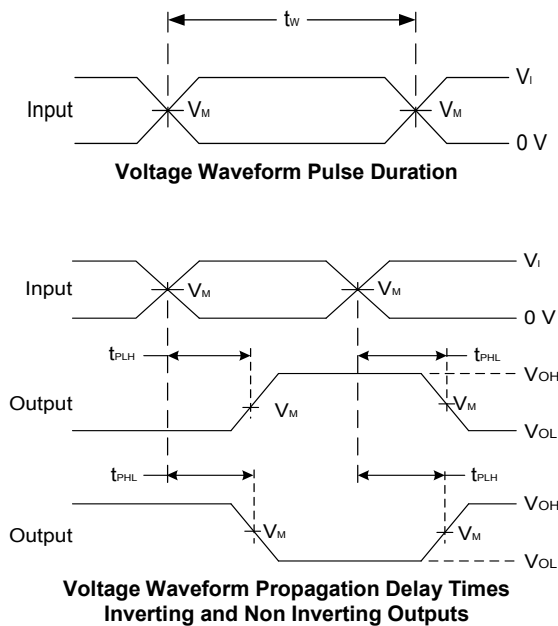 tW
VI
Input
VM
VM
0 V
Voltage Waveform Pulse Duration
VI
Input
VM
VM
0 V
tPLH
tPHL
VOH
Output
VM
VM
VOL
tPHL
tPLH
VOH
Output
VM
VM
VOL
Voltage Waveform Propagation Delay Times
Inverting and Non Inverting Outputs